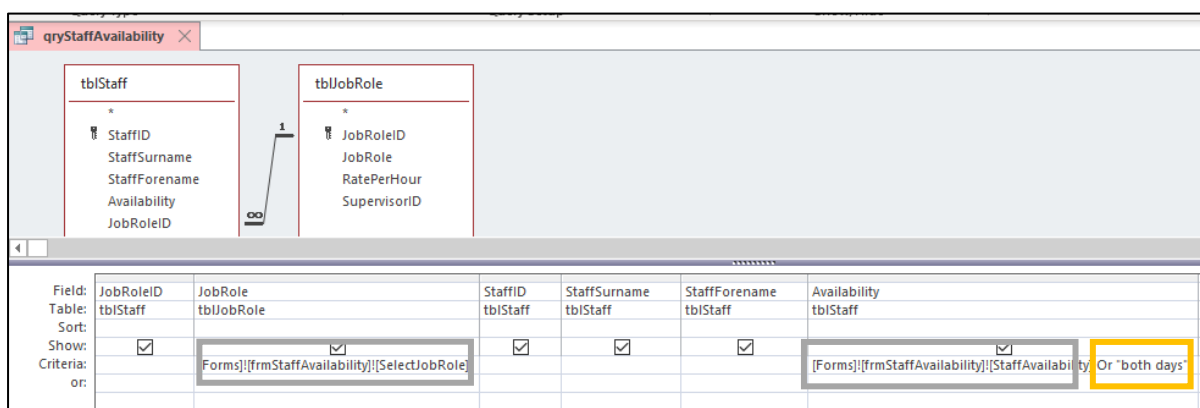 qryStaffAvailability
tblStaff
*
StaffID
StaffSurname
StaffForename
Availability
JobRoleID
1
∞
tblJobRole
*
JobRoleID
JobRole
RatePerHour
SupervisorID
Field: JobRoleID JobRole StaffID StaffSurname StaffForename Availability
Table: tblStaff tblJobRole tblStaff tblStaff tblStaff tblStaff
Sort:
Show:
Criteria: [Forms]![frmStaffAvailability]![SelectJobRole] [Forms]![frmStaffAvailability]![StaffAvailability] Or "both days"
or: